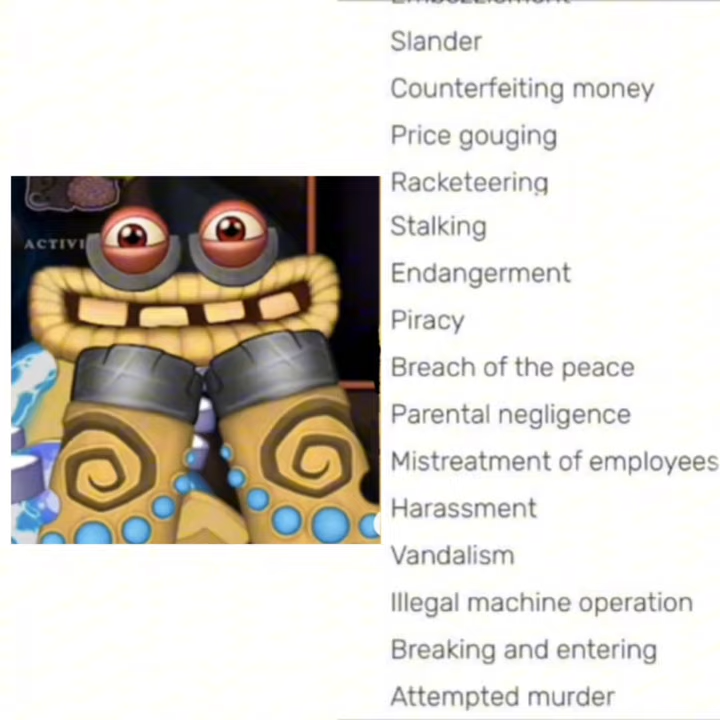 ACTIVI
Embezzlement
Slander
Counterfeiting money
Price gouging
Racketeering
Stalking
Endangerment
Piracy
Breach of the peace
Parental negligence
Mistreatment of employees
Harassment
Vandalism
Illegal machine operation
Breaking and entering
Attempted murder